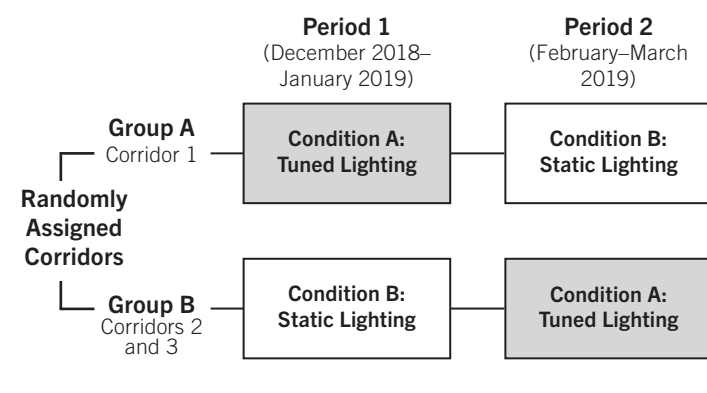 Period 1
(December 2018–
January 2019)
Period 2
(February–March
2019)
Group A
Corridor 1
Condition A:
Tuned Lighting
Condition B:
Static Lighting
Randomly
Assigned
Corridors
Group B
Corridors 2
and 3
Condition B:
Static Lighting
Condition A:
Tuned Lighting